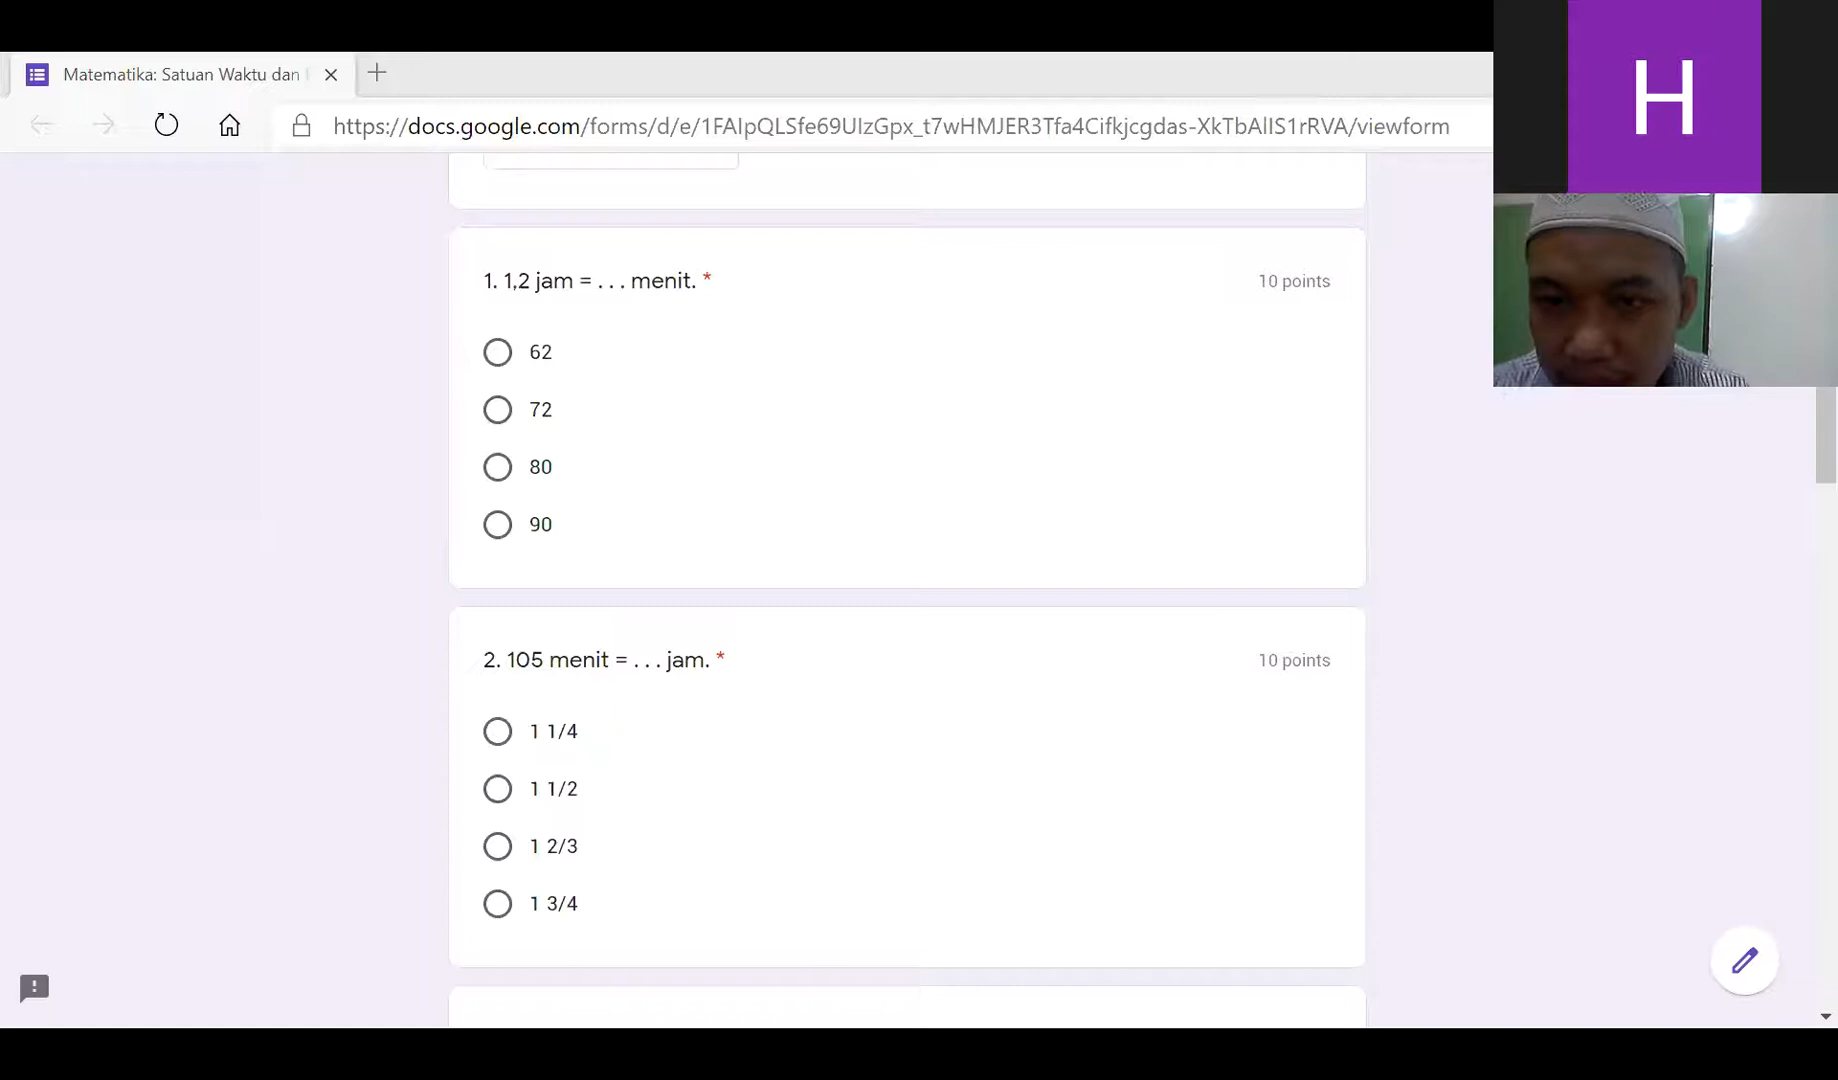 Matematika: Satuan Waktu dan
https://docs.google.com/forms/d/e/1FAIpQLSfe69UIzGpx_t7wHMJER3Tfa4Cifkjcgdas-XkTbAlIS1rRVA/viewform
H
1. 1,2 jam = . . . menit. *
10 points
62
72
80
90
2. 105 menit = . . . jam. *
10 points
1 1/4
1 1/2
1 2/3
1 3/4